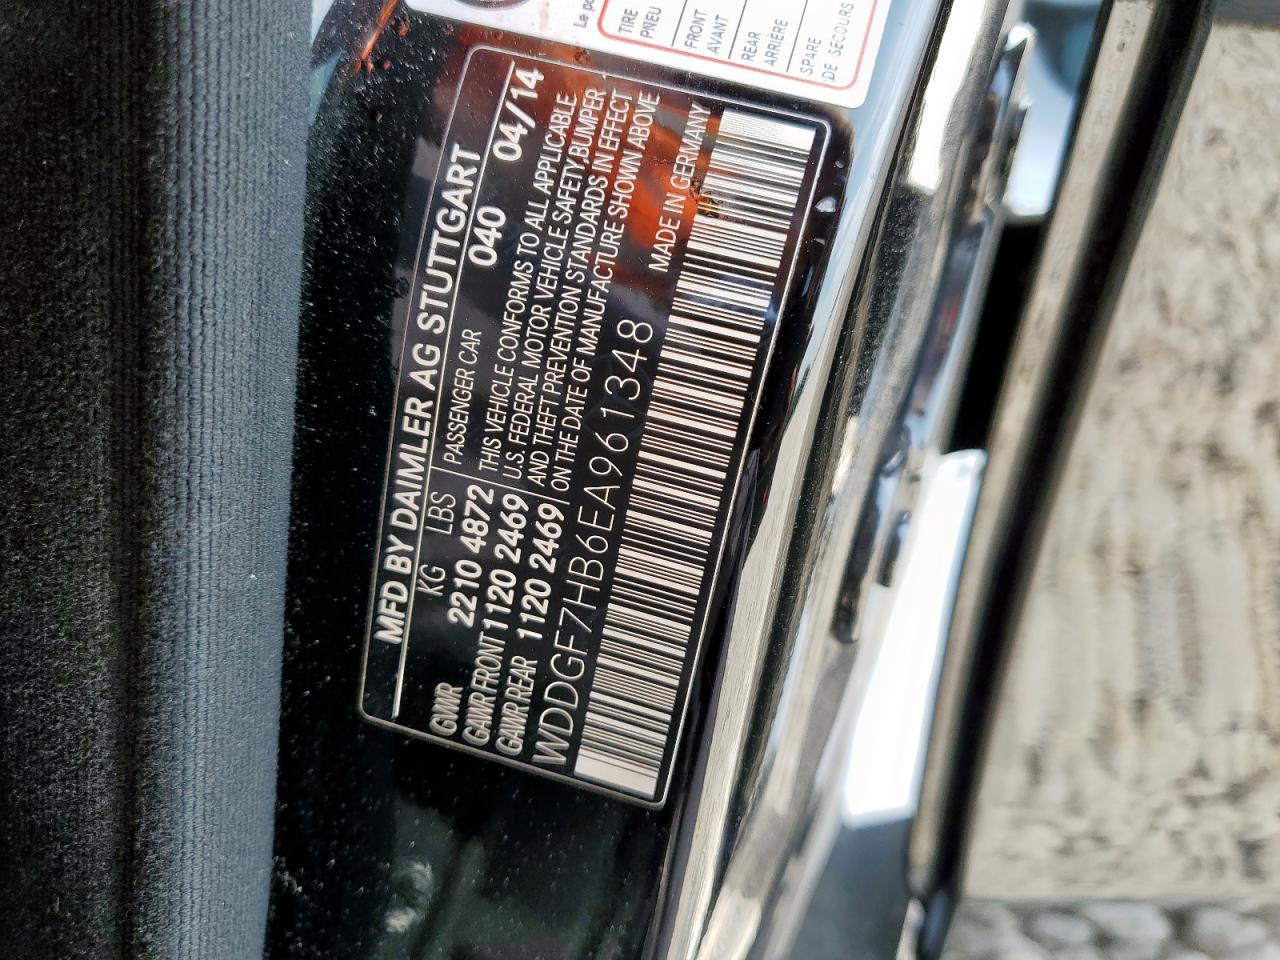 MFD BY DAIMLER AG STUTTGART
KG LBS PASSENGER CAR 040 04/14
GWR 2210 4872
GAWR FRONT 1120 2469
GAWR REAR 1120 2469
THIS VEHICLE CONFORMS TO ALL APPLICABLE
U.S. FEDERAL MOTOR VEHICLE SAFETY, BUMPER,
AND THEFT PREVENTION STANDARDS IN EFFECT
ON THE DATE OF MANUFACTURE SHOWN ABOVE
WDDGF7HB6EA961348 MADE IN GERMANY
TIRE
PNEU
FRONT
AVANT
REAR
ARRIÈRE
SPARE
DE SECOURS